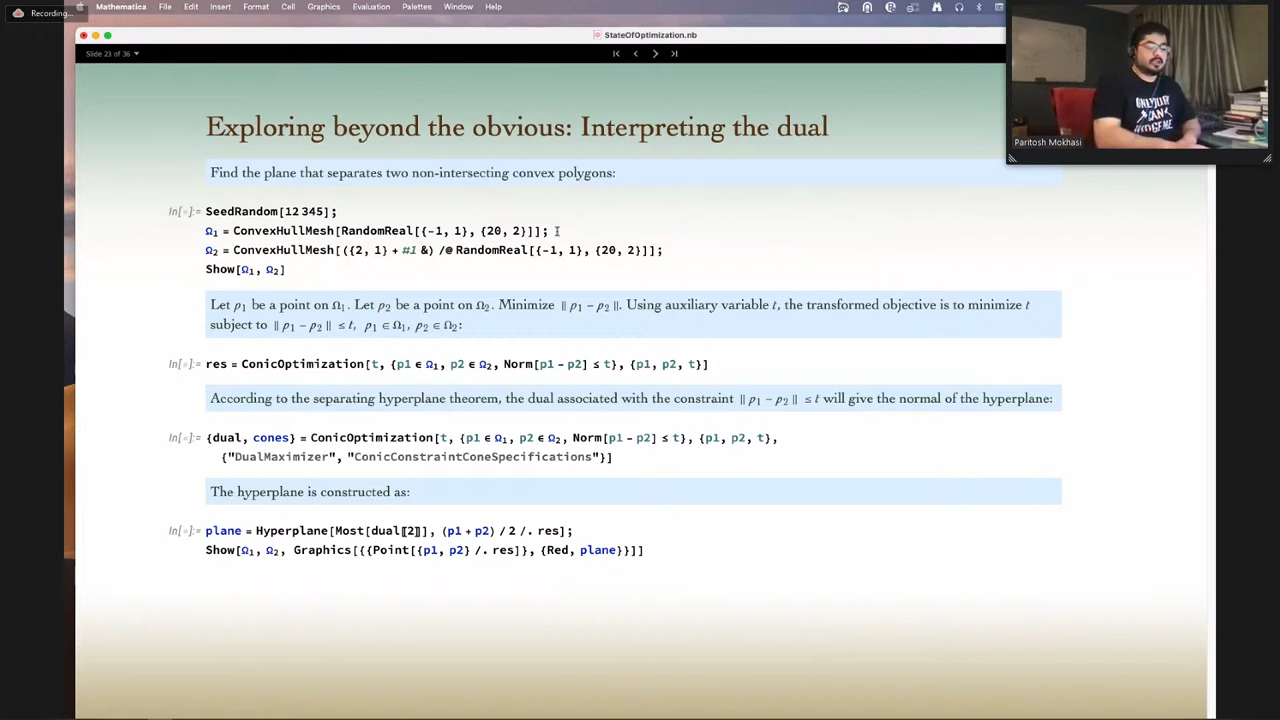 Recording...
Mathematica File Edit Insert Format Cell Graphics Evaluation Palettes Window Help
StateOfOptimization.nb
Slide 23 of 36
Exploring beyond the obvious: Interpreting the dual
Find the plane that separates two non-intersecting convex polygons:
In[∘]:= SeedRandom[12 345];
Ω₁ = ConvexHullMesh[RandomReal[{-1, 1}, {20, 2}]];
Ω₂ = ConvexHullMesh[({2, 1} + #1 &) /@ RandomReal[{-1, 1}, {20, 2}]];
Show[Ω₁, Ω₂]
Let p₁ be a point on Ω₁. Let p₂ be a point on Ω₂. Minimize ‖ p₁ - p₂ ‖. Using auxiliary variable t, the transformed objective is to minimize t
subject to ‖ p₁ - p₂ ‖ ≤ t, p₁ ∈ Ω₁, p₂ ∈ Ω₂:
In[∘]:= res = ConicOptimization[t, {p1 ∈ Ω₁, p2 ∈ Ω₂, Norm[p1 - p2] ≤ t}, {p1, p2, t}]
According to the separating hyperplane theorem, the dual associated with the constraint ‖ p₁ - p₂ ‖ ≤ t will give the normal of the hyperplane:
In[∘]:= {dual, cones} = ConicOptimization[t, {p1 ∈ Ω₁, p2 ∈ Ω₂, Norm[p1 - p2] ≤ t}, {p1, p2, t},
{"DualMaximizer", "ConicConstraintConeSpecifications"}]
The hyperplane is constructed as:
In[∘]:= plane = Hyperplane[Most[dual〚2〛], (p1 + p2) / 2 /. res];
Show[Ω₁, Ω₂, Graphics[{{Point[{p1, p2} /. res]}, {Red, plane}}]]
Paritosh Mokhasi